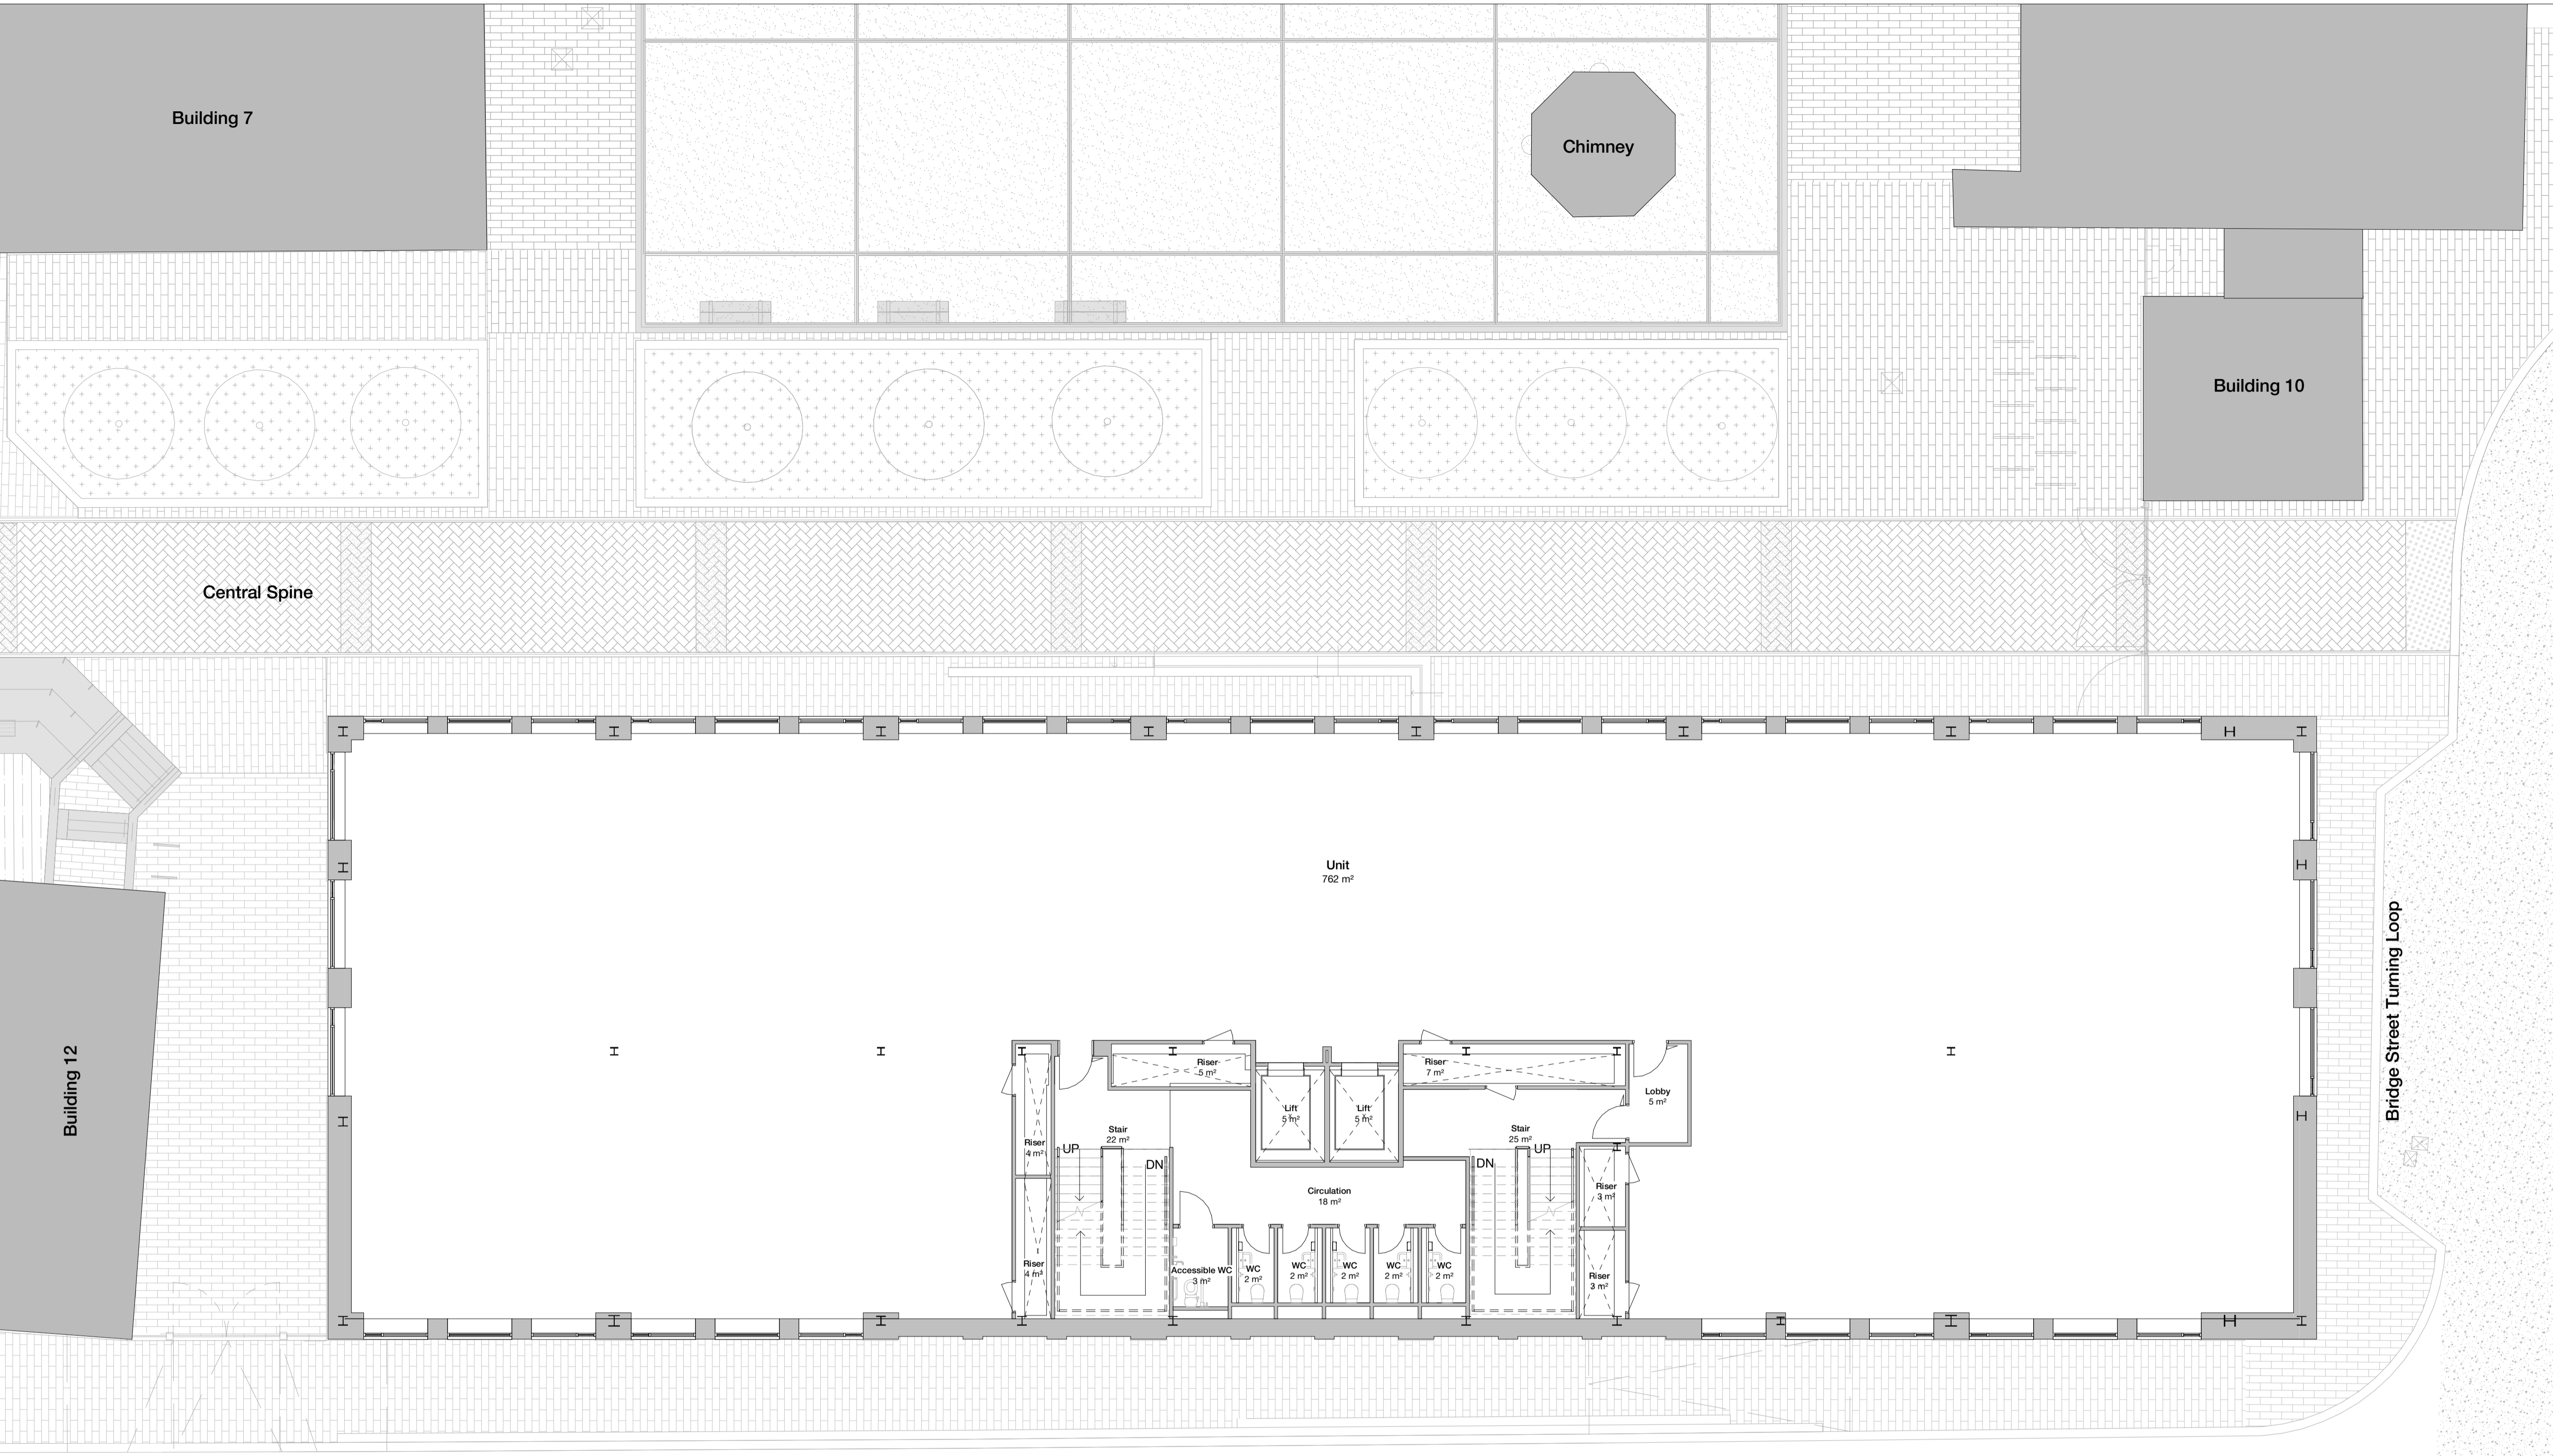 Building 7
Chimney
Building 10
Central Spine
Unit
762 m²
Building 12
Bridge Street Turning Loop
Riser
5 m²
Riser
7 m²
Lobby
5 m²
Lift
5 m²
Lift
5 m²
Stair
22 m²
Stair
25 m²
Riser
4 m²
UP
DN
DN
UP
Circulation
18 m²
Riser
3 m²
Riser
4 m²
Accessible WC
3 m²
WC
2 m²
WC
2 m²
WC
2 m²
WC
2 m²
WC
2 m²
Riser
3 m²